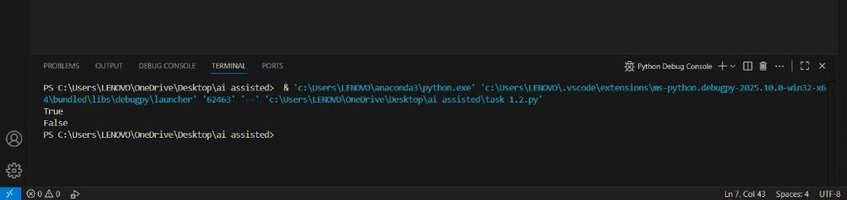 PROBLEMS OUTPUT DEBUG CONSOLE TERMINAL PORTS Python Debug Console
PS C:\Users\LENOVO\OneDrive\Desktop\ai assisted> & 'c:\Users\LENOVO\anaconda3\python.exe' 'c:\Users\LENOVO\.vscode\extensions\ms-python.debugpy-2025.10.0-win32-x6
4\bundled\libs\debugpy\launcher' '62463' '--' 'c:\Users\LENOVO\OneDrive\Desktop\ai assisted\task 1.2.py'
True
False
PS C:\Users\LENOVO\OneDrive\Desktop\ai assisted>
0 0 Ln 7, Col 43 Spaces: 4 UTF-8